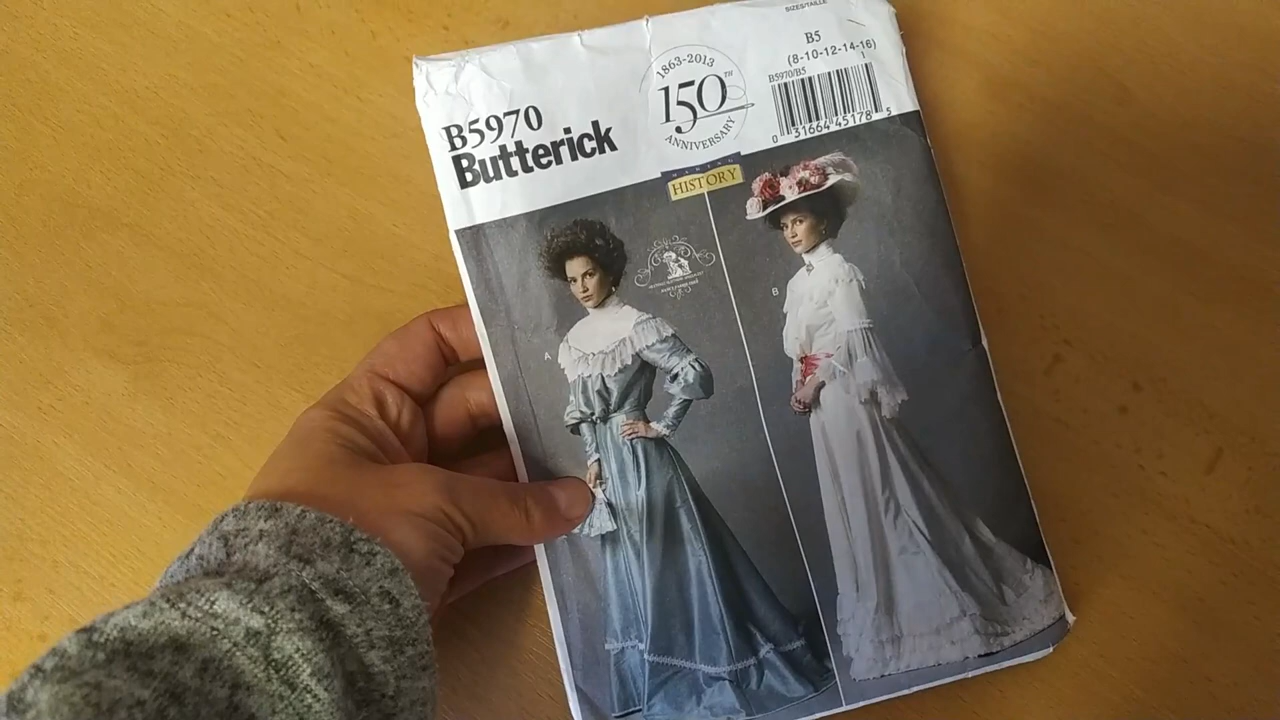 SIZES/TAILLE
B5
(8-10-12-14-16)
B5970/B5
0 31664 45178 5
1863-2013
150TH
ANNIVERSARY
B5970
Butterick
MAKING
HISTORY
A
B